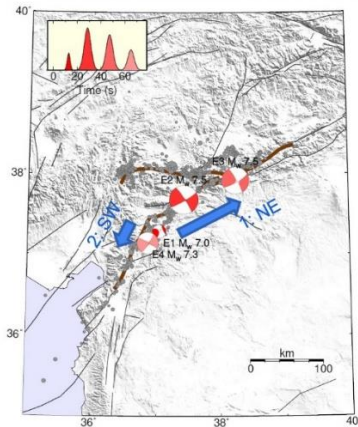 40˚
0 20 40 60
Time (s)
38˚
E3 Mw 7.5
E2 Mw 7.5
1: NE
2: SW
E1 Mw 7.0
E4 Mw 7.3
36˚
km
0 100
36˚ 38˚ 40˚